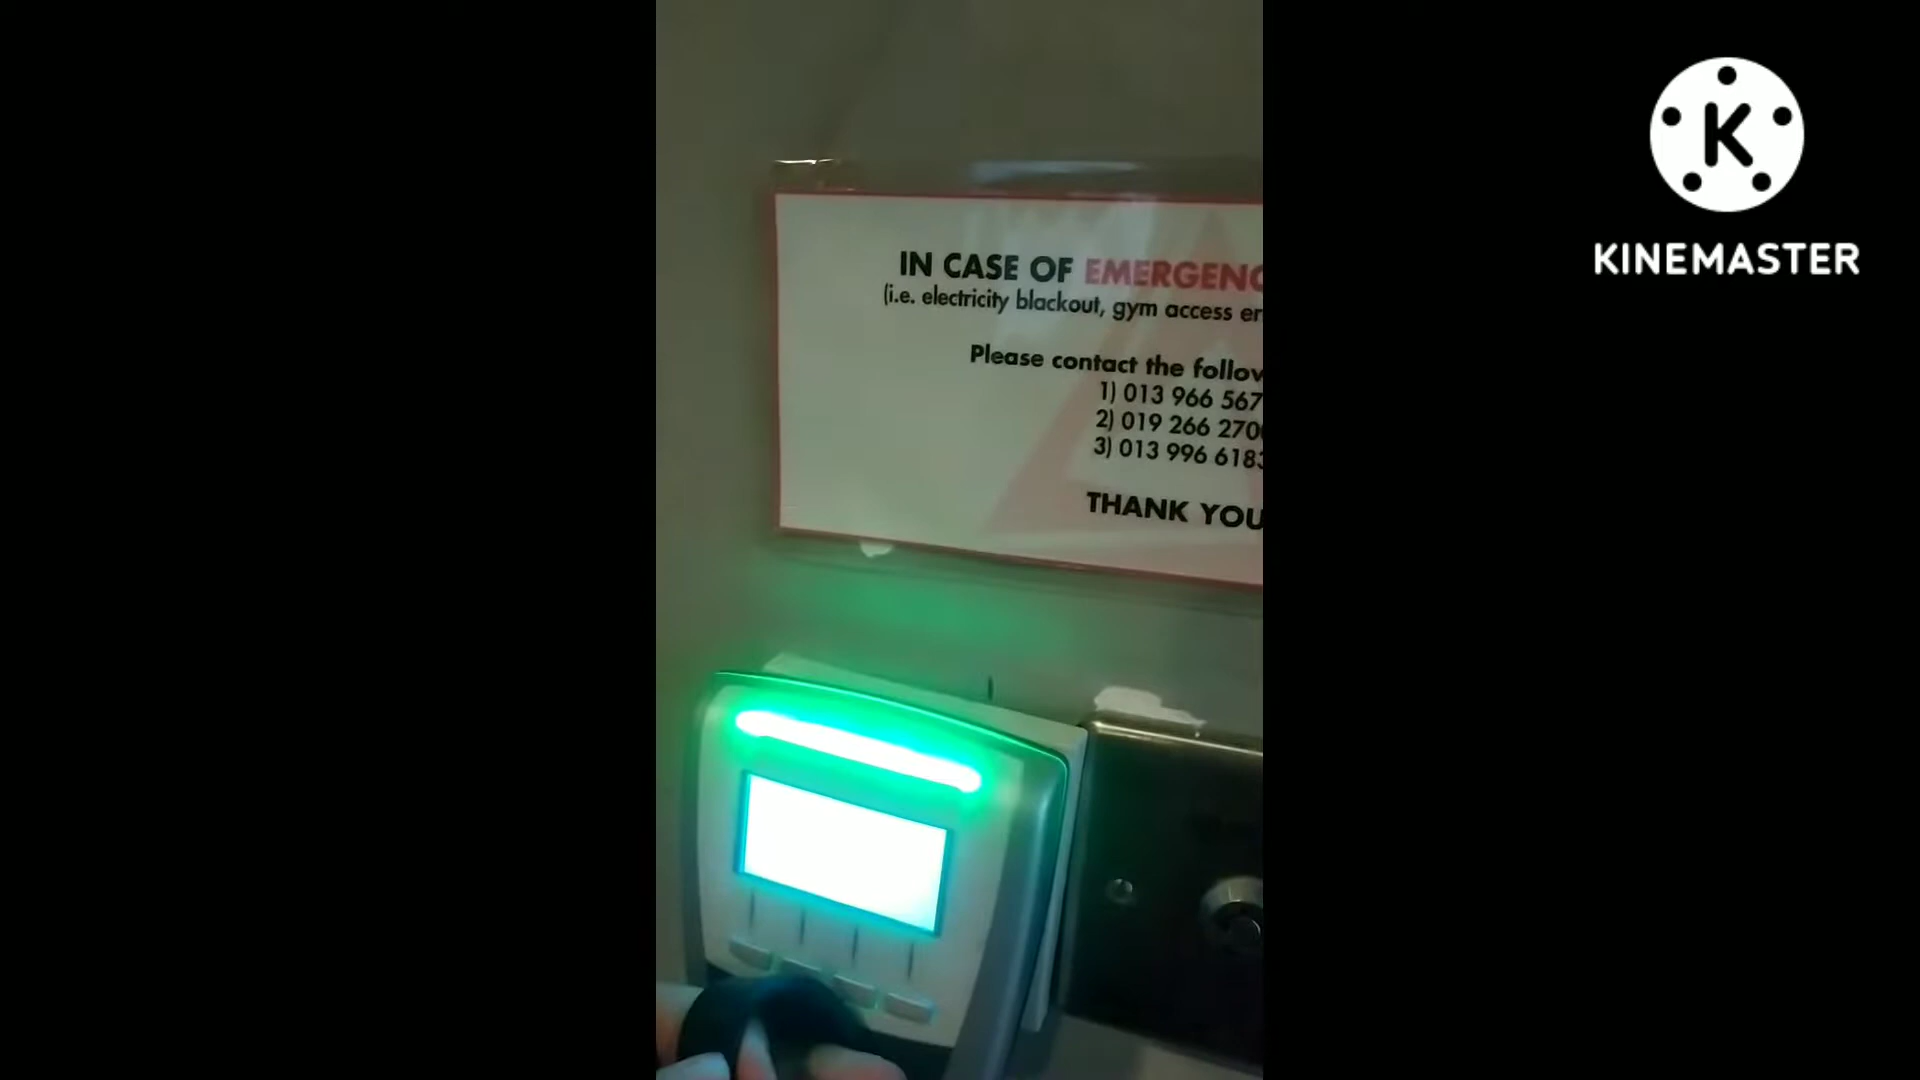 IN CASE OF EMERGENC
(i.e. electricity blackout, gym access er
Please contact the follow
1) 013 966 567
2) 019 266 270
3) 013 996 6183
THANK YOU
K
KINEMASTER